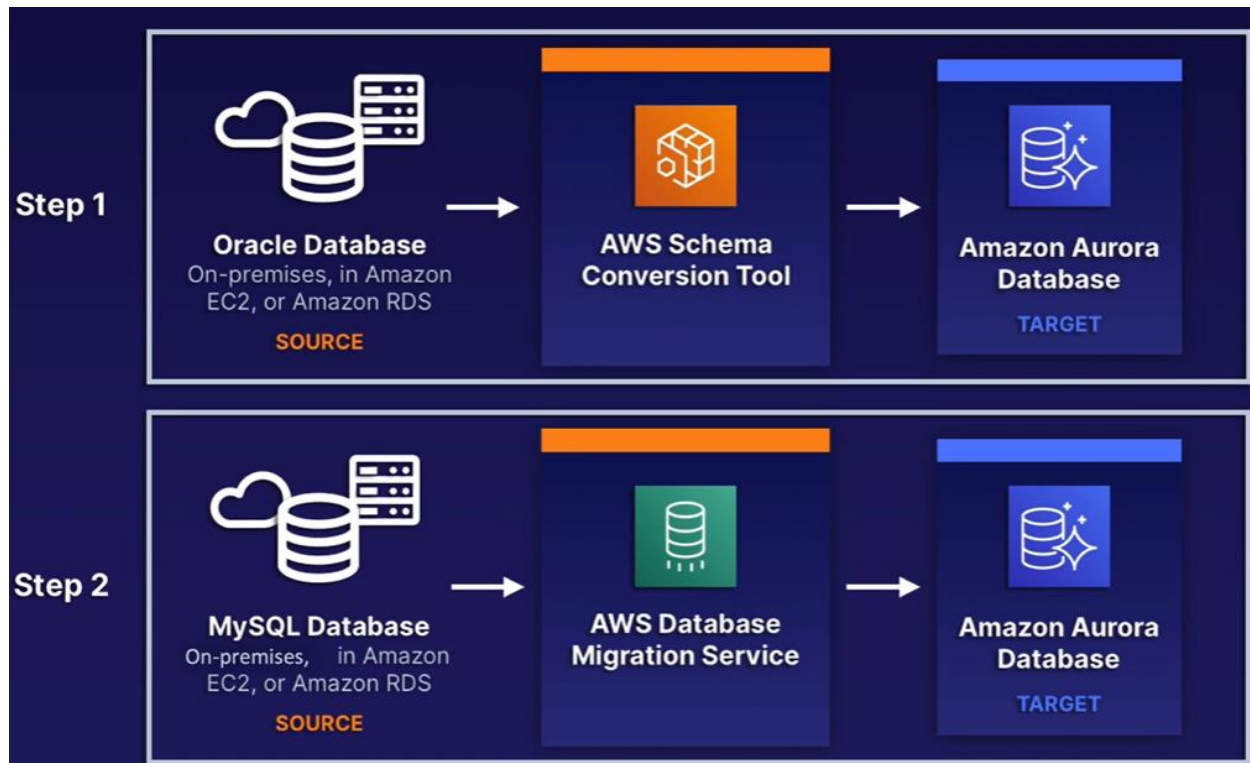 Step 1
Oracle Database
On-premises, in Amazon
EC2, or Amazon RDS
SOURCE
AWS Schema
Conversion Tool
Amazon Aurora
Database
TARGET
Step 2
MySQL Database
On-premises, in Amazon
EC2, or Amazon RDS
SOURCE
AWS Database
Migration Service
Amazon Aurora
Database
TARGET